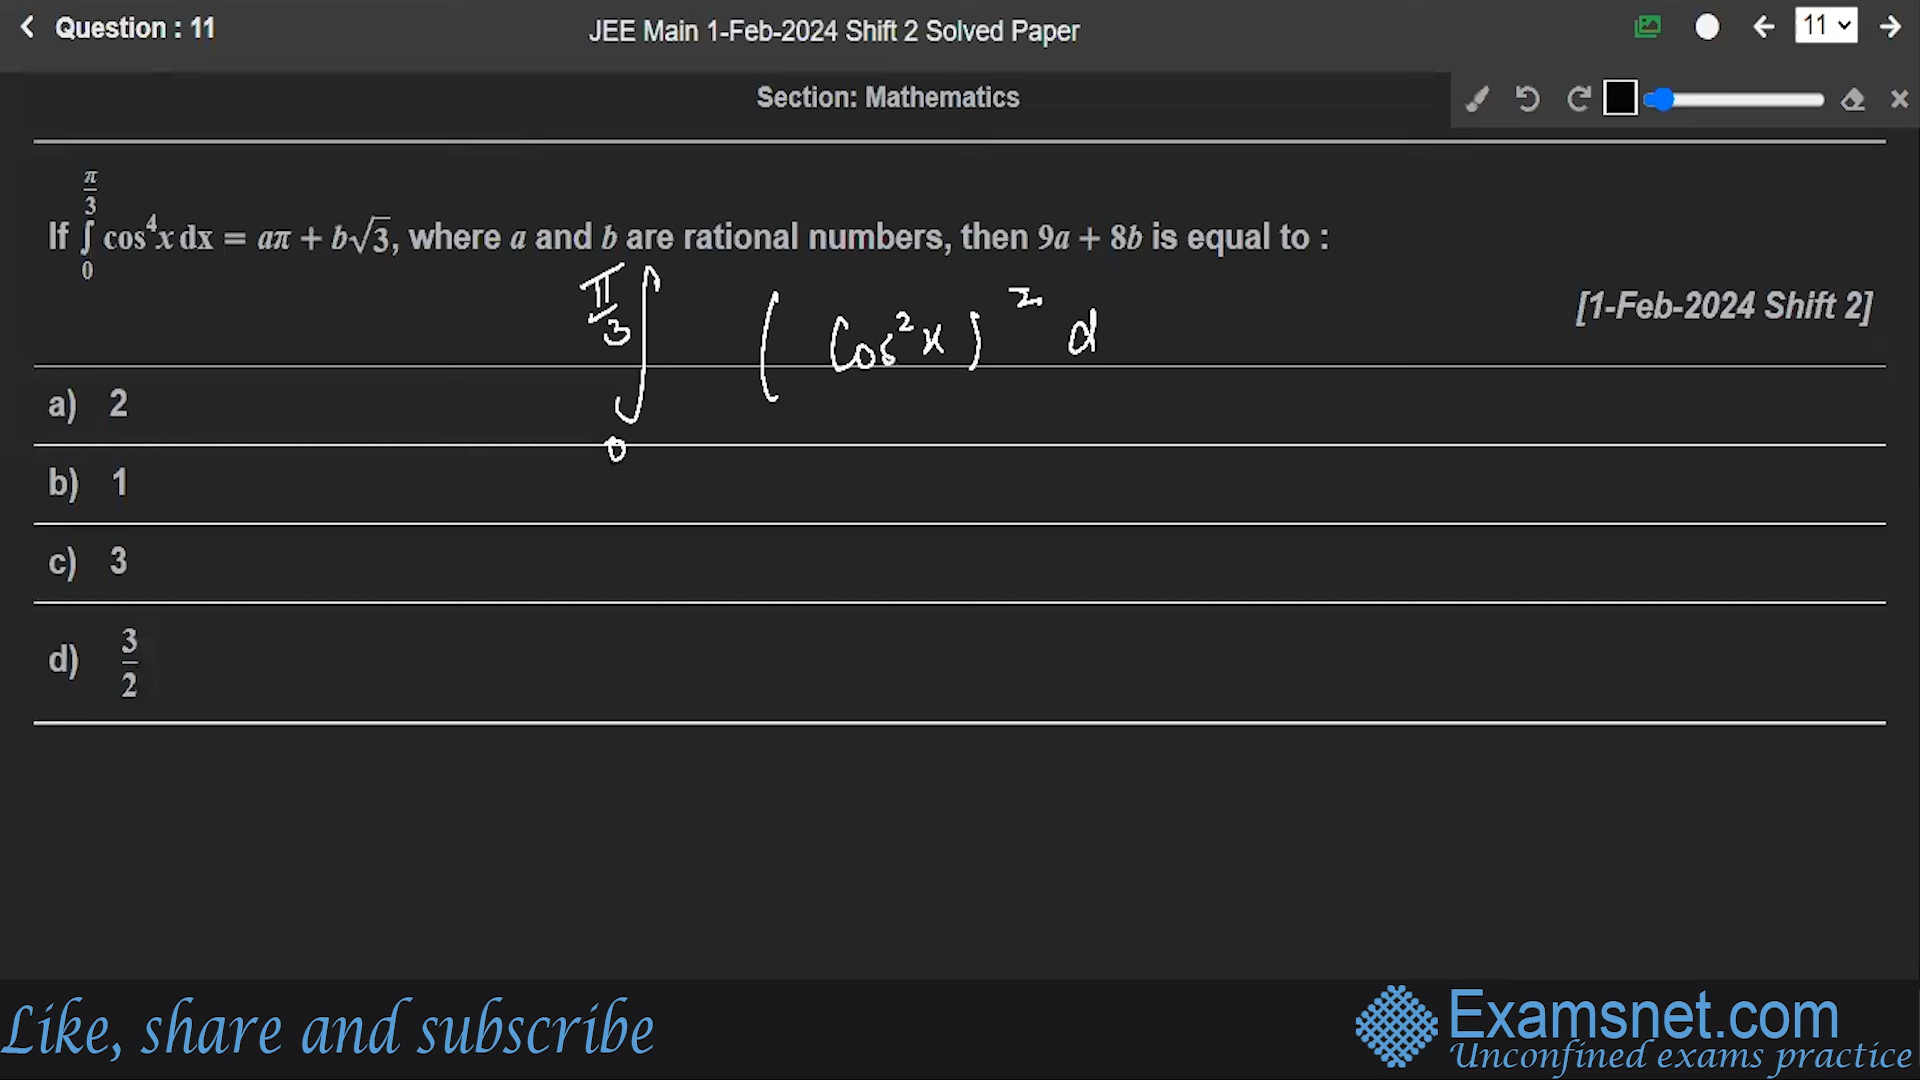 Question : 11
JEE Main 1-Feb-2024 Shift 2 Solved Paper
11
Section: Mathematics
If ∫₀^{π/3} cos⁴x dx = aπ + b√3, where a and b are rational numbers, then 9a + 8b is equal to :
[1-Feb-2024 Shift 2]
∫₀^{π/3} (cos²x)² d
a) 2
b) 1
c) 3
d) 3/2
Like, share and subscribe
Examsnet.com
Unconfined exams practice